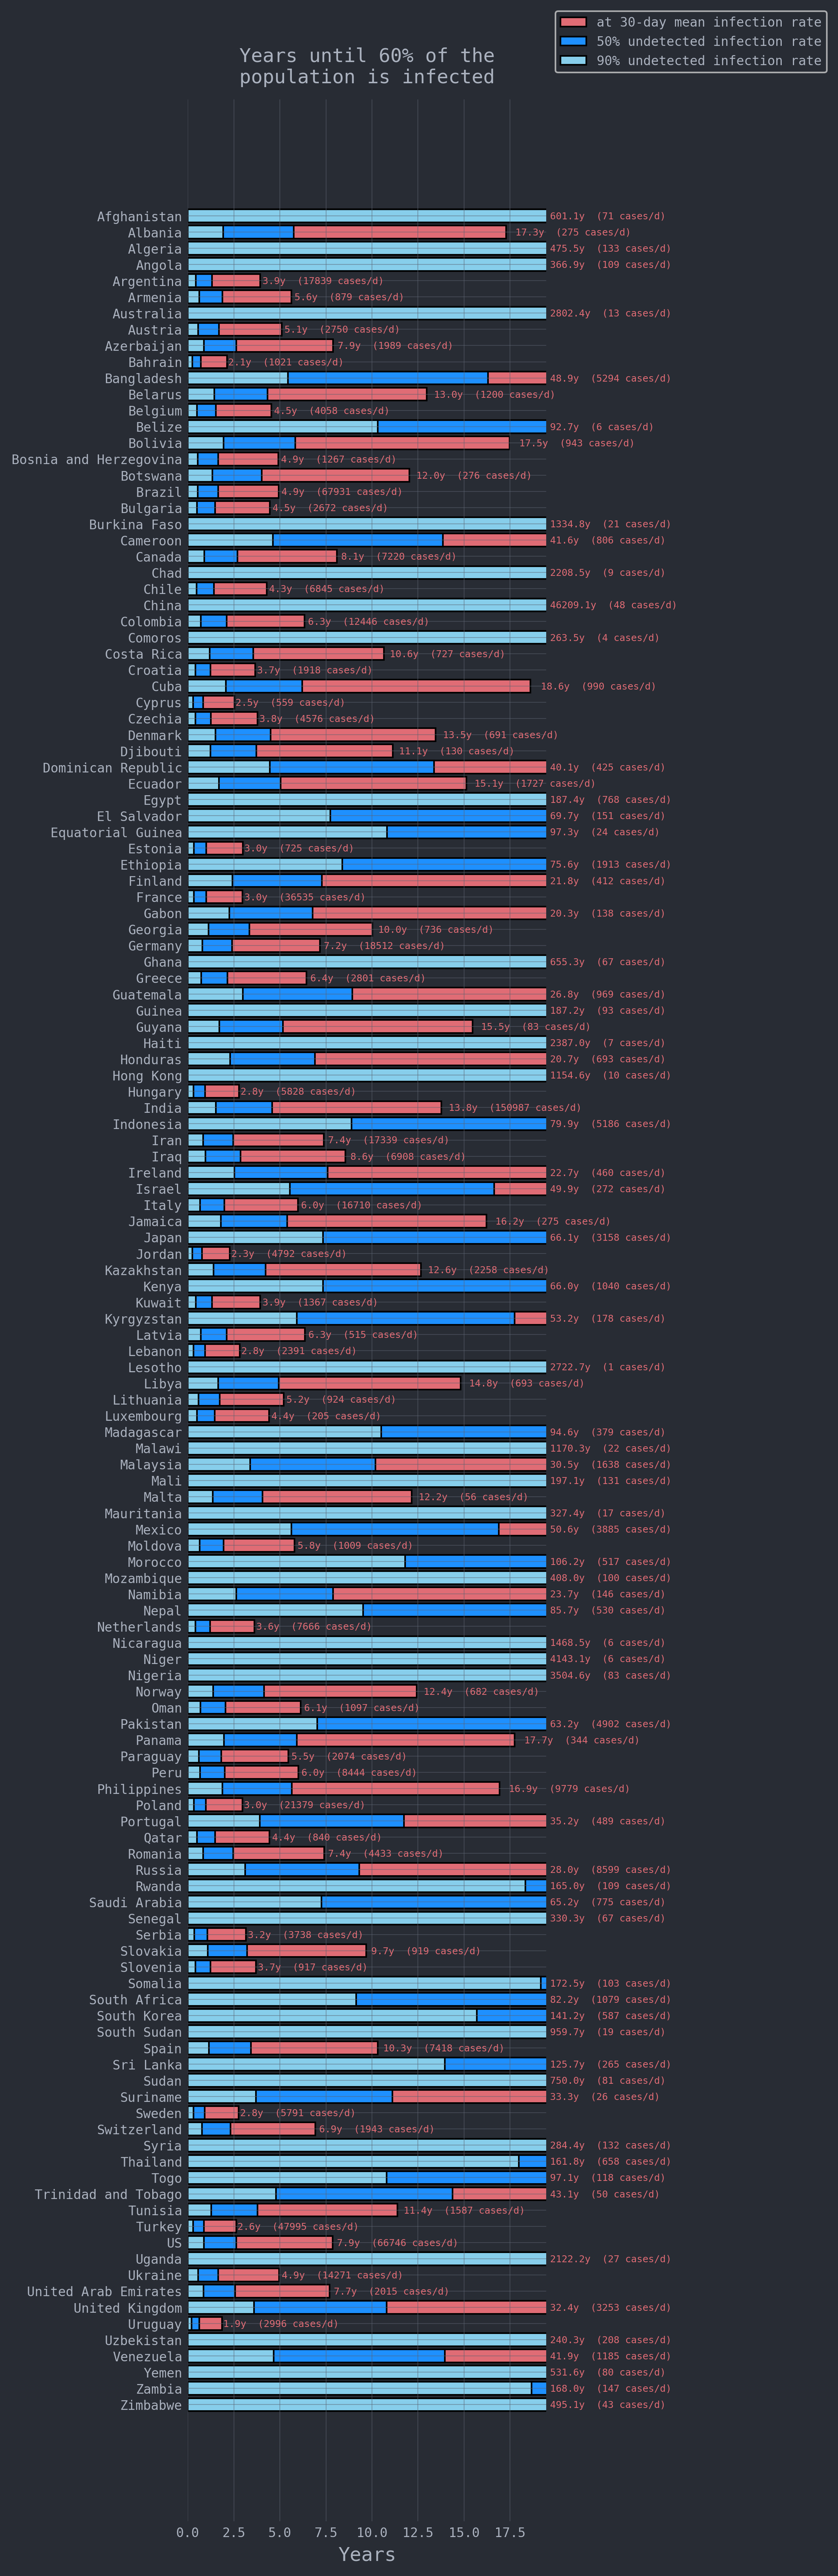 at 30-day mean infection rate
50% undetected infection rate
90% undetected infection rate
Years until 60% of the
population is infected
Afghanistan 601.1y (71 cases/d)
Albania 17.3y (275 cases/d)
Algeria 475.5y (133 cases/d)
Angola 366.9y (109 cases/d)
Argentina 3.9y (17839 cases/d)
Armenia 5.6y (879 cases/d)
Australia 2802.4y (13 cases/d)
Austria 5.1y (2750 cases/d)
Azerbaijan 7.9y (1989 cases/d)
Bahrain 2.1y (1021 cases/d)
Bangladesh 48.9y (5294 cases/d)
Belarus 13.0y (1200 cases/d)
Belgium 4.5y (4058 cases/d)
Belize 92.7y (6 cases/d)
Bolivia 17.5y (943 cases/d)
Bosnia and Herzegovina 4.9y (1267 cases/d)
Botswana 12.0y (276 cases/d)
Brazil 4.9y (67931 cases/d)
Bulgaria 4.5y (2672 cases/d)
Burkina Faso 1334.8y (21 cases/d)
Cameroon 41.6y (806 cases/d)
Canada 8.1y (7220 cases/d)
Chad 2208.5y (9 cases/d)
Chile 4.3y (6845 cases/d)
China 46209.1y (48 cases/d)
Colombia 6.3y (12446 cases/d)
Comoros 263.5y (4 cases/d)
Costa Rica 10.6y (727 cases/d)
Croatia 3.7y (1918 cases/d)
Cuba 18.6y (990 cases/d)
Cyprus 2.5y (559 cases/d)
Czechia 3.8y (4576 cases/d)
Denmark 13.5y (691 cases/d)
Djibouti 11.1y (130 cases/d)
Dominican Republic 40.1y (425 cases/d)
Ecuador 15.1y (1727 cases/d)
Egypt 187.4y (768 cases/d)
El Salvador 69.7y (151 cases/d)
Equatorial Guinea 97.3y (24 cases/d)
Estonia 3.0y (725 cases/d)
Ethiopia 75.6y (1913 cases/d)
Finland 21.8y (412 cases/d)
France 3.0y (36535 cases/d)
Gabon 20.3y (138 cases/d)
Georgia 10.0y (736 cases/d)
Germany 7.2y (18512 cases/d)
Ghana 655.3y (67 cases/d)
Greece 6.4y (2801 cases/d)
Guatemala 26.8y (969 cases/d)
Guinea 187.2y (93 cases/d)
Guyana 15.5y (83 cases/d)
Haiti 2387.0y (7 cases/d)
Honduras 20.7y (693 cases/d)
Hong Kong 1154.6y (10 cases/d)
Hungary 2.8y (5828 cases/d)
India 13.8y (150987 cases/d)
Indonesia 79.9y (5186 cases/d)
Iran 7.4y (17339 cases/d)
Iraq 8.6y (6908 cases/d)
Ireland 22.7y (460 cases/d)
Israel 49.9y (272 cases/d)
Italy 6.0y (16710 cases/d)
Jamaica 16.2y (275 cases/d)
Japan 66.1y (3158 cases/d)
Jordan 2.3y (4792 cases/d)
Kazakhstan 12.6y (2258 cases/d)
Kenya 66.0y (1040 cases/d)
Kuwait 3.9y (1367 cases/d)
Kyrgyzstan 53.2y (178 cases/d)
Latvia 6.3y (515 cases/d)
Lebanon 2.8y (2391 cases/d)
Lesotho 2722.7y (1 cases/d)
Libya 14.8y (693 cases/d)
Lithuania 5.2y (924 cases/d)
Luxembourg 4.4y (205 cases/d)
Madagascar 94.6y (379 cases/d)
Malawi 1170.3y (22 cases/d)
Malaysia 30.5y (1638 cases/d)
Mali 197.1y (131 cases/d)
Malta 12.2y (56 cases/d)
Mauritania 327.4y (17 cases/d)
Mexico 50.6y (3885 cases/d)
Moldova 5.8y (1009 cases/d)
Morocco 106.2y (517 cases/d)
Mozambique 408.0y (100 cases/d)
Namibia 23.7y (146 cases/d)
Nepal 85.7y (530 cases/d)
Netherlands 3.6y (7666 cases/d)
Nicaragua 1468.5y (6 cases/d)
Niger 4143.1y (6 cases/d)
Nigeria 3504.6y (83 cases/d)
Norway 12.4y (682 cases/d)
Oman 6.1y (1097 cases/d)
Pakistan 63.2y (4902 cases/d)
Panama 17.7y (344 cases/d)
Paraguay 5.5y (2074 cases/d)
Peru 6.0y (8444 cases/d)
Philippines 16.9y (9779 cases/d)
Poland 3.0y (21379 cases/d)
Portugal 35.2y (489 cases/d)
Qatar 4.4y (840 cases/d)
Romania 7.4y (4433 cases/d)
Russia 28.0y (8599 cases/d)
Rwanda 165.0y (109 cases/d)
Saudi Arabia 65.2y (775 cases/d)
Senegal 330.3y (67 cases/d)
Serbia 3.2y (3738 cases/d)
Slovakia 9.7y (919 cases/d)
Slovenia 3.7y (917 cases/d)
Somalia 172.5y (103 cases/d)
South Africa 82.2y (1079 cases/d)
South Korea 141.2y (587 cases/d)
South Sudan 959.7y (19 cases/d)
Spain 10.3y (7418 cases/d)
Sri Lanka 125.7y (265 cases/d)
Sudan 750.0y (81 cases/d)
Suriname 33.3y (26 cases/d)
Sweden 2.8y (5791 cases/d)
Switzerland 6.9y (1943 cases/d)
Syria 284.4y (132 cases/d)
Thailand 161.8y (658 cases/d)
Togo 97.1y (118 cases/d)
Trinidad and Tobago 43.1y (50 cases/d)
Tunisia 11.4y (1587 cases/d)
Turkey 2.6y (47995 cases/d)
US 7.9y (66746 cases/d)
Uganda 2122.2y (27 cases/d)
Ukraine 4.9y (14271 cases/d)
United Arab Emirates 7.7y (2015 cases/d)
United Kingdom 32.4y (3253 cases/d)
Uruguay 1.9y (2996 cases/d)
Uzbekistan 240.3y (208 cases/d)
Venezuela 41.9y (1185 cases/d)
Yemen 531.6y (80 cases/d)
Zambia 168.0y (147 cases/d)
Zimbabwe 495.1y (43 cases/d)
0.0 2.5 5.0 7.5 10.0 12.5 15.0 17.5
Years